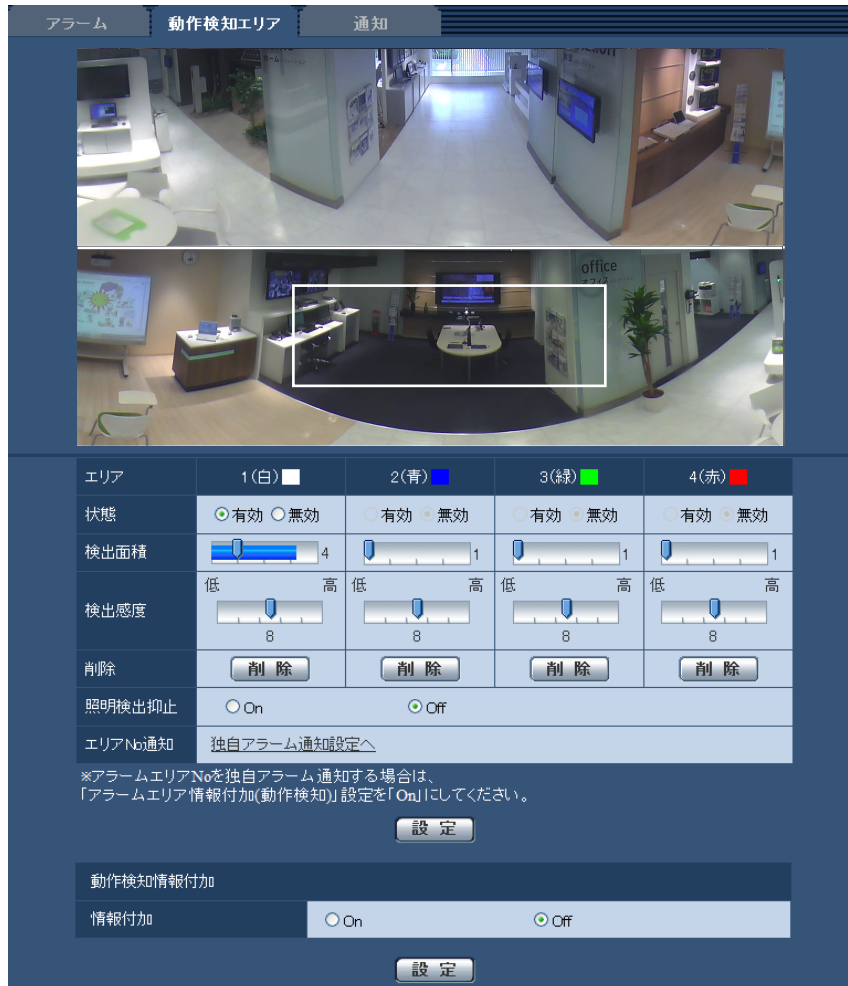 アラーム 動作検知エリア 通知
office
オフィス
エリア 1(白) 2(青) 3(緑) 4(赤)
状態 有効 無効 有効 無効 有効 無効 有効 無効
検出面積 4 1 1 1
低 高 低 高 低 高 低 高
検出感度
8 8 8 8
削除 削 除 削 除 削 除 削 除
照明検出抑止 On Off
エリアNo通知 独自アラーム通知設定へ
※アラームエリアNoを独自アラーム通知する場合は、
「アラームエリア情報付加(動作検知)」設定を「On」にしてください。
設 定
動作検知情報付加
情報付加 On Off
設 定